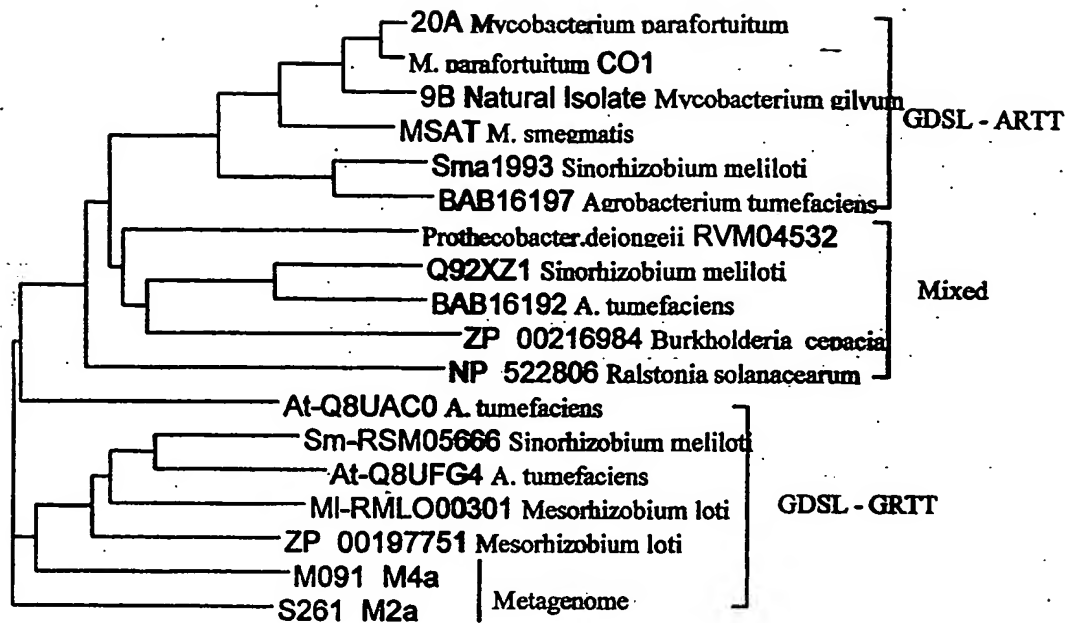 20A Mycobacterium parafortuitum
M. parafortuitum CO1
9B Natural Isolate Mycobacterium gilvum
GDSL - ARTT
MSAT M. smegmatis
Sma1993 Sinorhizobium meliloti
BAB16197 Agrobacterium tumefaciens
Prothecobacter.dejongeii RVM04532
Q92XZ1 Sinorhizobium meliloti
Mixed
BAB16192 A. tumefaciens
ZP 00216984 Burkholderia cepacia
NP 522806 Ralstonia solanacearum
At-Q8UAC0 A. tumefaciens
Sm-RSM05666 Sinorhizobium meliloti
At-Q8UFG4 A. tumefaciens
Ml-RMLO00301 Mesorhizobium loti
GDSL - GRTT
ZP 00197751 Mesorhizobium loti
M091 M4a
Metagenome
S261 M2a